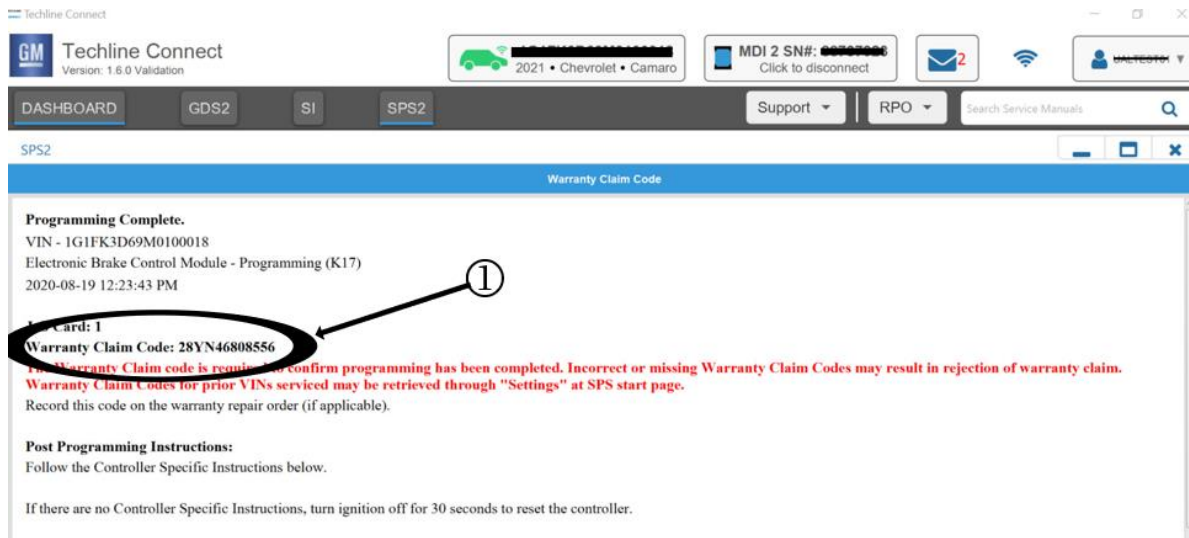 Techline Connect
GM
Techline Connect
Version: 1.6.0 Validation
2021 • Chevrolet • Camaro
MDI 2 SN#:
Click to disconnect
2
DASHBOARD GDS2 SI SPS2 Support RPO Search Service Manuals
SPS2
Warranty Claim Code
Programming Complete.
VIN - 1G1FK3D69M0100018
Electronic Brake Control Module - Programming (K17)
2020-08-19 12:23:43 PM
1
Card: 1
Warranty Claim Code: 28YN46808556
Warranty Claim code is required to confirm programming has been completed. Incorrect or missing Warranty Claim Codes may result in rejection of warranty claim.
Warranty Claim Codes for prior VINs serviced may be retrieved through "Settings" at SPS start page.
Record this code on the warranty repair order (if applicable).
Post Programming Instructions:
Follow the Controller Specific Instructions below.
If there are no Controller Specific Instructions, turn ignition off for 30 seconds to reset the controller.